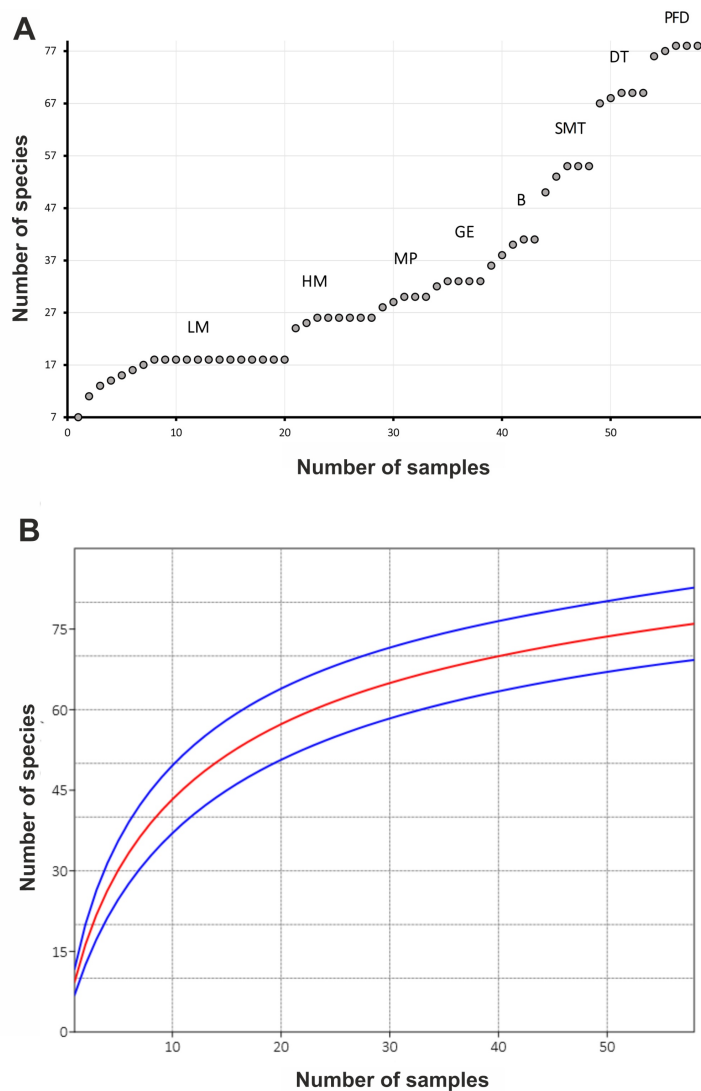 A
PFD
DT
SMT
B
GE
MP
HM
LM
Number of species
77
67
57
47
37
27
17
7
0 10 20 30 40 50
Number of samples
B
Number of species
75
60
45
30
15
0
10 20 30 40 50
Number of samples